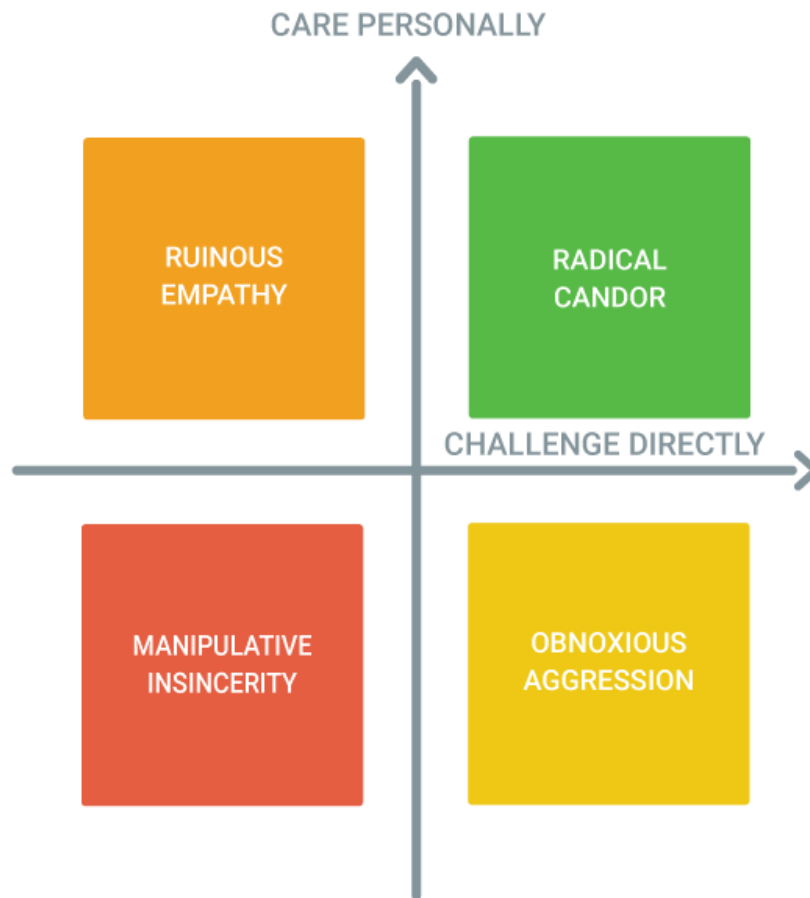 CARE PERSONALLY
RUINOUS
EMPATHY
RADICAL
CANDOR
CHALLENGE DIRECTLY
MANIPULATIVE
INSINCERITY
OBNOXIOUS
AGGRESSION